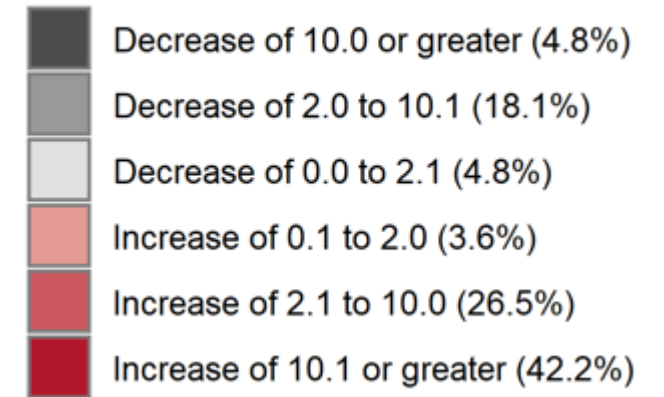 Decrease of 10.0 or greater (4.8%)
Decrease of 2.0 to 10.1 (18.1%)
Decrease of 0.0 to 2.1 (4.8%)
Increase of 0.1 to 2.0 (3.6%)
Increase of 2.1 to 10.0 (26.5%)
Increase of 10.1 or greater (42.2%)